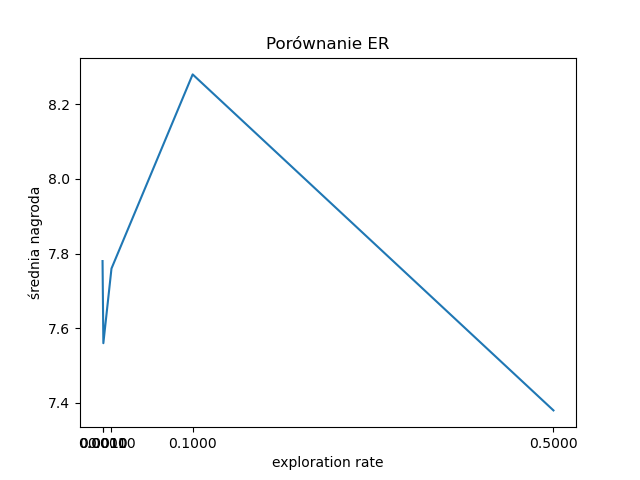 Porównanie ER
średnia nagroda
8.2
8.0
7.8
7.6
7.4
0.1000
0.5000
exploration rate